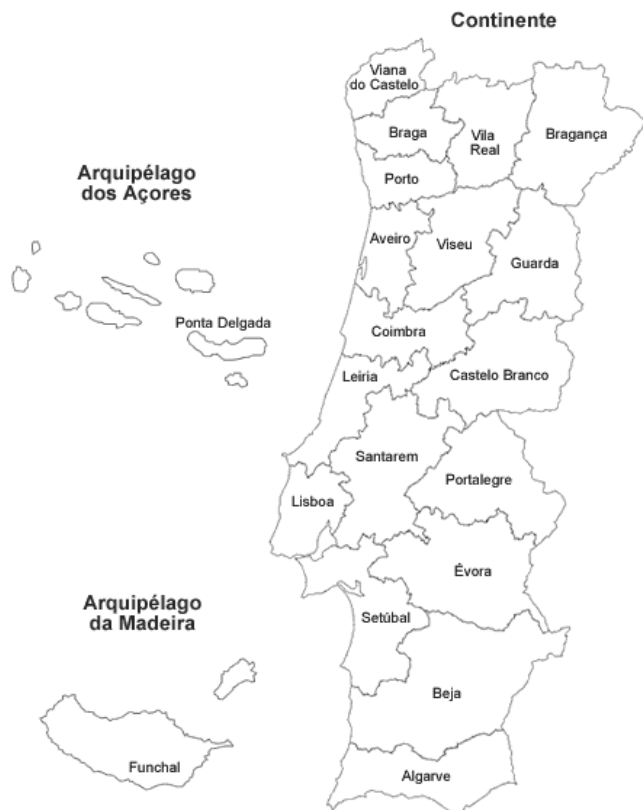 Continente
Viana
do Castelo
Braga
Vila
Real
Bragança
Porto
Arquipélago
dos Açores
Aveiro
Viseu
Guarda
Ponta Delgada
Coimbra
Leiria
Castelo Branco
Santarem
Portalegre
Lisboa
Évora
Arquipélago
da Madeira
Setúbal
Beja
Funchal
Algarve